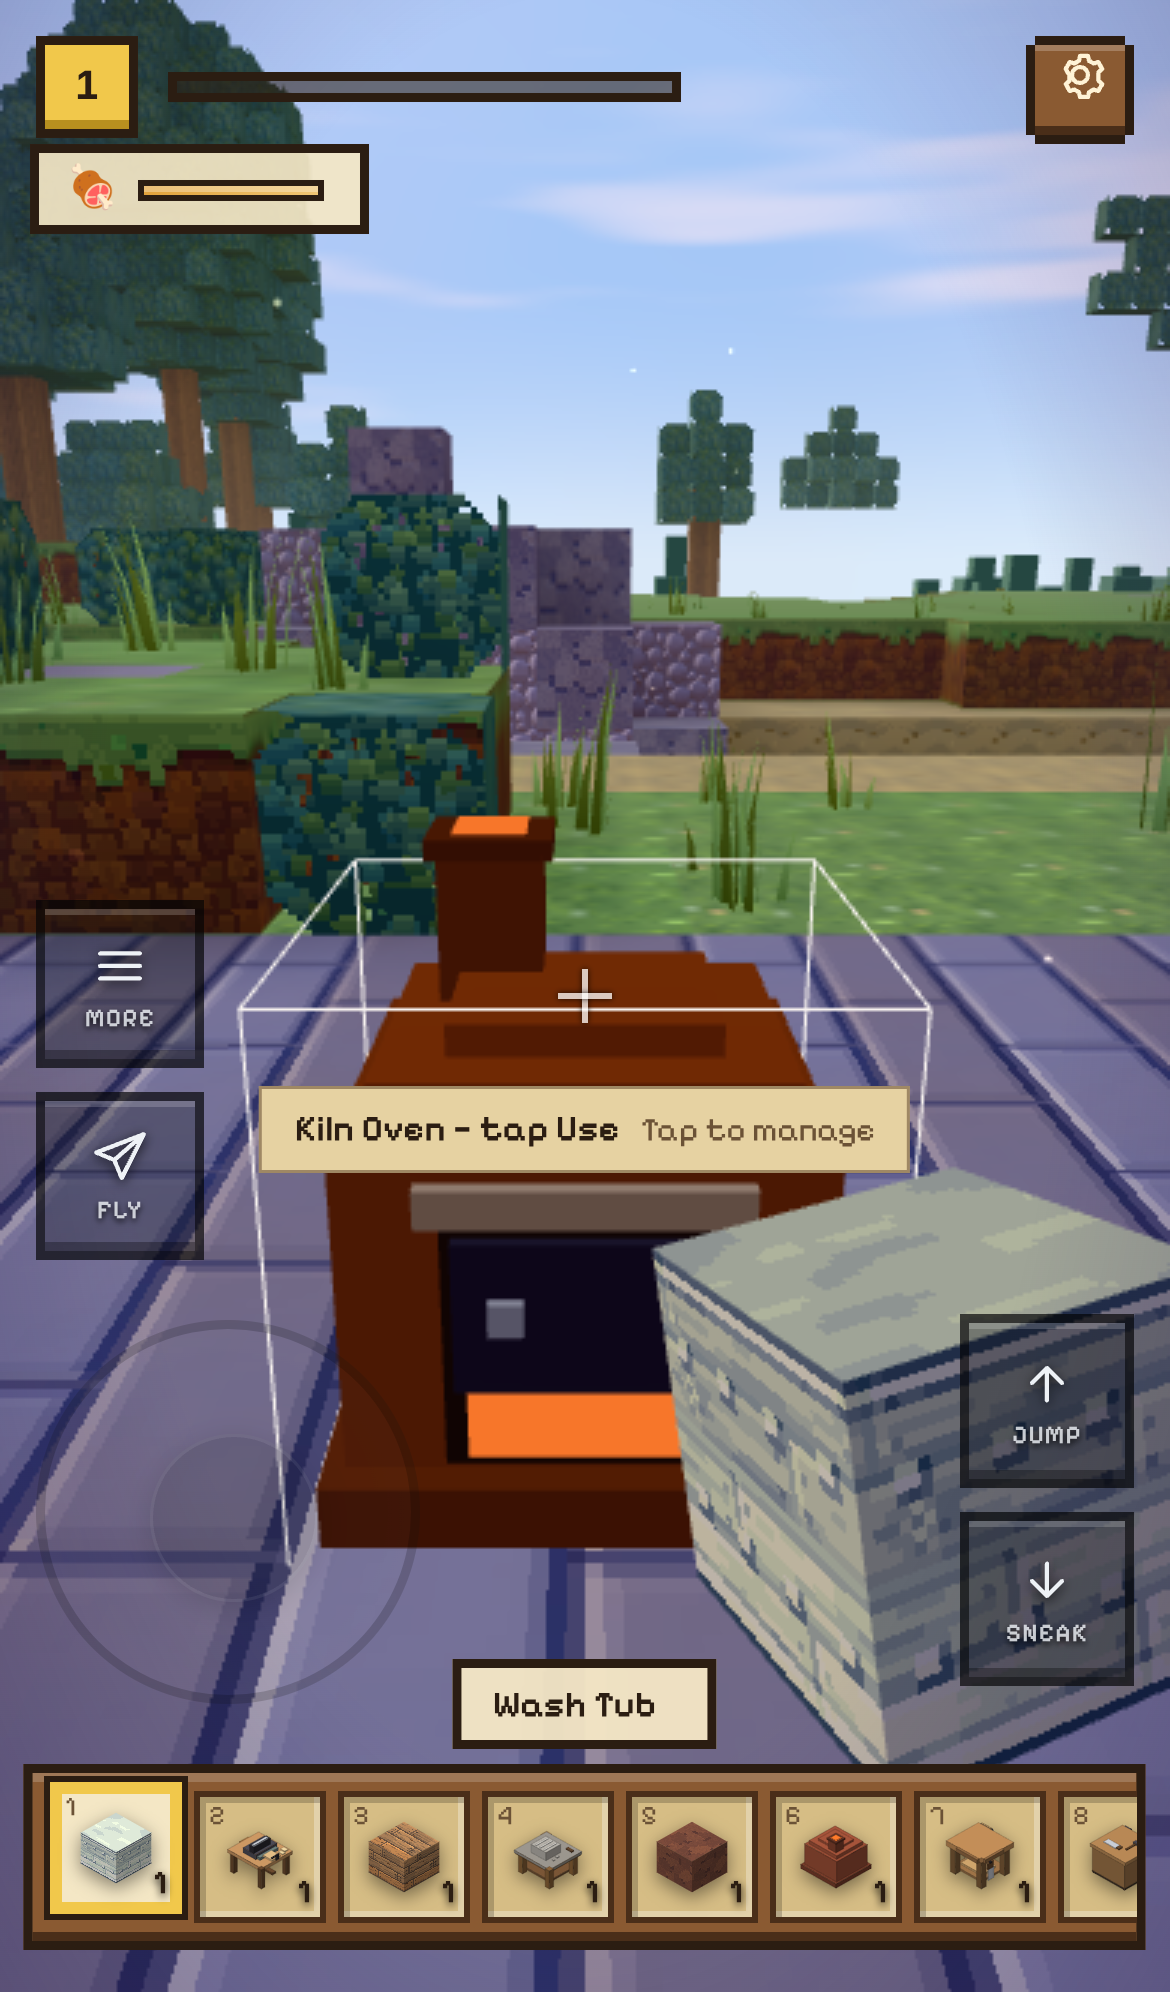 1
MORE
Kiln Oven - tap Use Tap to manage
FLY
JUMP
SNEAK
Wash Tub
1 2 3 4 5 6 7 8
1 1 1 1 1 1 1